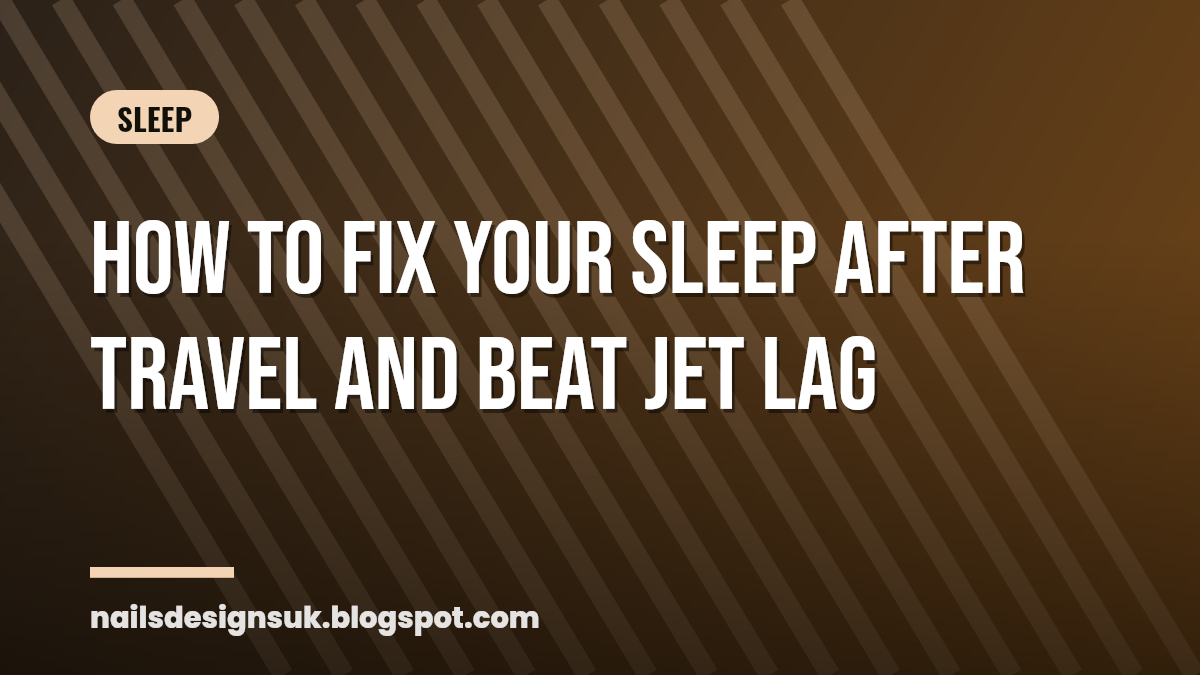 SLEEP
HOW TO FIX YOUR SLEEP AFTER
TRAVEL AND BEAT JET LAG
nailsdesignsuk.blogspot.com